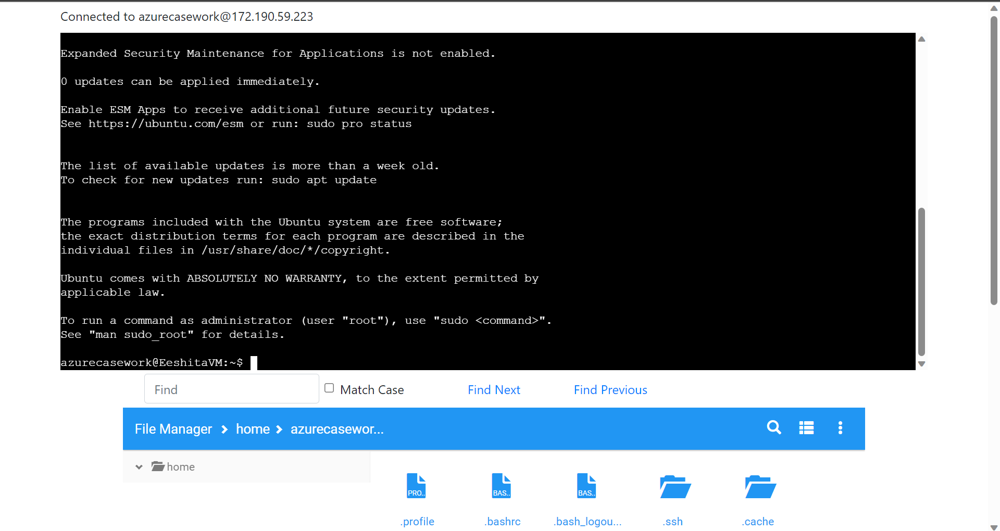 Connected to azurecasework@172.190.59.223
Expanded Security Maintenance for Applications is not enabled.
0 updates can be applied immediately.
Enable ESM Apps to receive additional future security updates.
See https://ubuntu.com/esm or run: sudo pro status
The list of available updates is more than a week old.
To check for new updates run: sudo apt update
The programs included with the Ubuntu system are free software;
the exact distribution terms for each program are described in the
individual files in /usr/share/doc/*/copyright.
Ubuntu comes with ABSOLUTELY NO WARRANTY, to the extent permitted by
applicable law.
To run a command as administrator (user "root"), use "sudo <command>".
See "man sudo_root" for details.
azurecasework@EeshitaVM:~$
Find Match Case Find Next Find Previous
File Manager home azurecasewor...
home
PRO.. BAS.. BAS..
.profile .bashrc .bash_logou... .ssh .cache